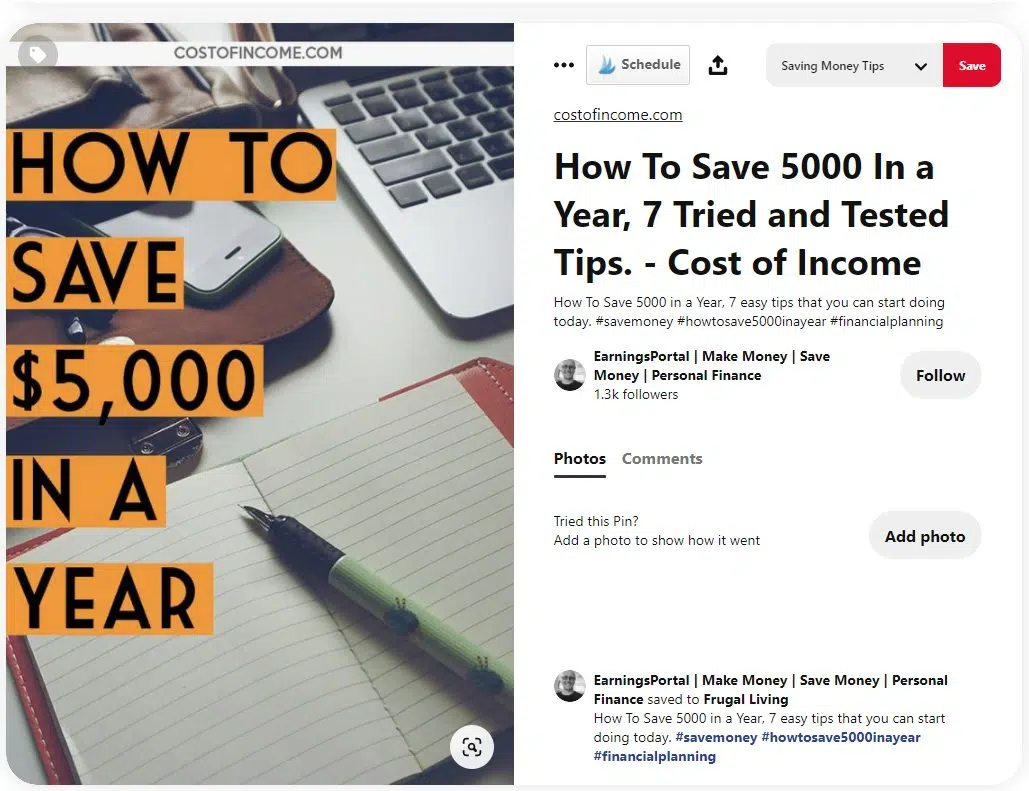 COSTOFINCOME.COM
HOW TO
SAVE
$5,000
IN A
YEAR
Schedule
Saving Money Tips
Save
costofincome.com
How To Save 5000 In a
Year, 7 Tried and Tested
Tips. - Cost of Income
How To Save 5000 in a Year, 7 easy tips that you can start doing
today. #savemoney #howtosave5000inayear #financialplanning
EarningsPortal | Make Money | Save
Money | Personal Finance
1.3k followers
Follow
Photos Comments
Tried this Pin?
Add a photo to show how it went
Add photo
EarningsPortal | Make Money | Save Money | Personal
Finance saved to Frugal Living
How To Save 5000 in a Year, 7 easy tips that you can start
doing today. #savemoney #howtosave5000inayear
#financialplanning